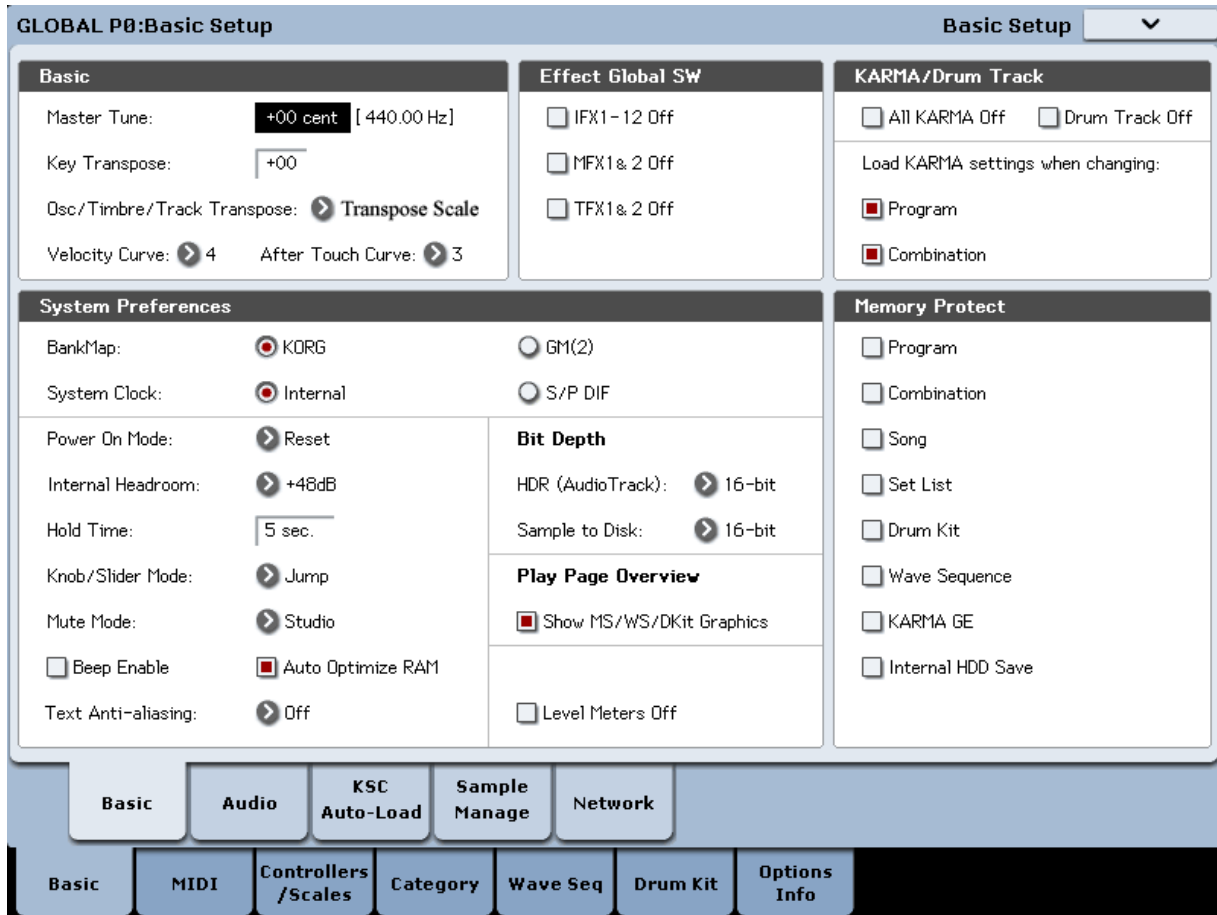 GLOBAL P0:Basic Setup
Basic Setup
Basic
Master Tune: +00 cent [ 440.00 Hz]
Key Transpose: +00
Osc/Timbre/Track Transpose: Transpose Scale
Velocity Curve: 4 After Touch Curve: 3
Effect Global SW
IFX1-12 Off
MFX1& 2 Off
TFX1& 2 Off
KARMA/Drum Track
All KARMA Off Drum Track Off
Load KARMA settings when changing:
Program
Combination
System Preferences
BankMap: KORG GM(2)
System Clock: Internal S/P DIF
Power On Mode: Reset
Internal Headroom: +48dB
Hold Time: 5 sec.
Knob/Slider Mode: Jump
Mute Mode: Studio
Beep Enable Auto Optimize RAM
Text Anti-aliasing: Off
Bit Depth
HDR (AudioTrack): 16-bit
Sample to Disk: 16-bit
Play Page Overview
Show MS/WS/DKit Graphics
Level Meters Off
Memory Protect
Program
Combination
Song
Set List
Drum Kit
Wave Sequence
KARMA GE
Internal HDD Save
Basic
Audio
KSC
Auto-Load
Sample
Manage
Network
Basic
MIDI
Controllers
/Scales
Category
Wave Seq
Drum Kit
Options
Info